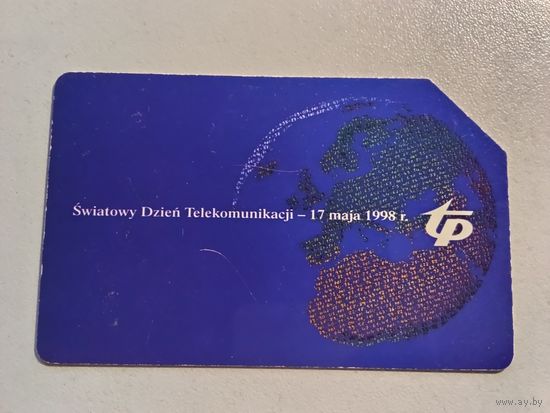 Światowy Dzień Telekomunikacji – 17 maja 1998 r.
tp
www.ay.by